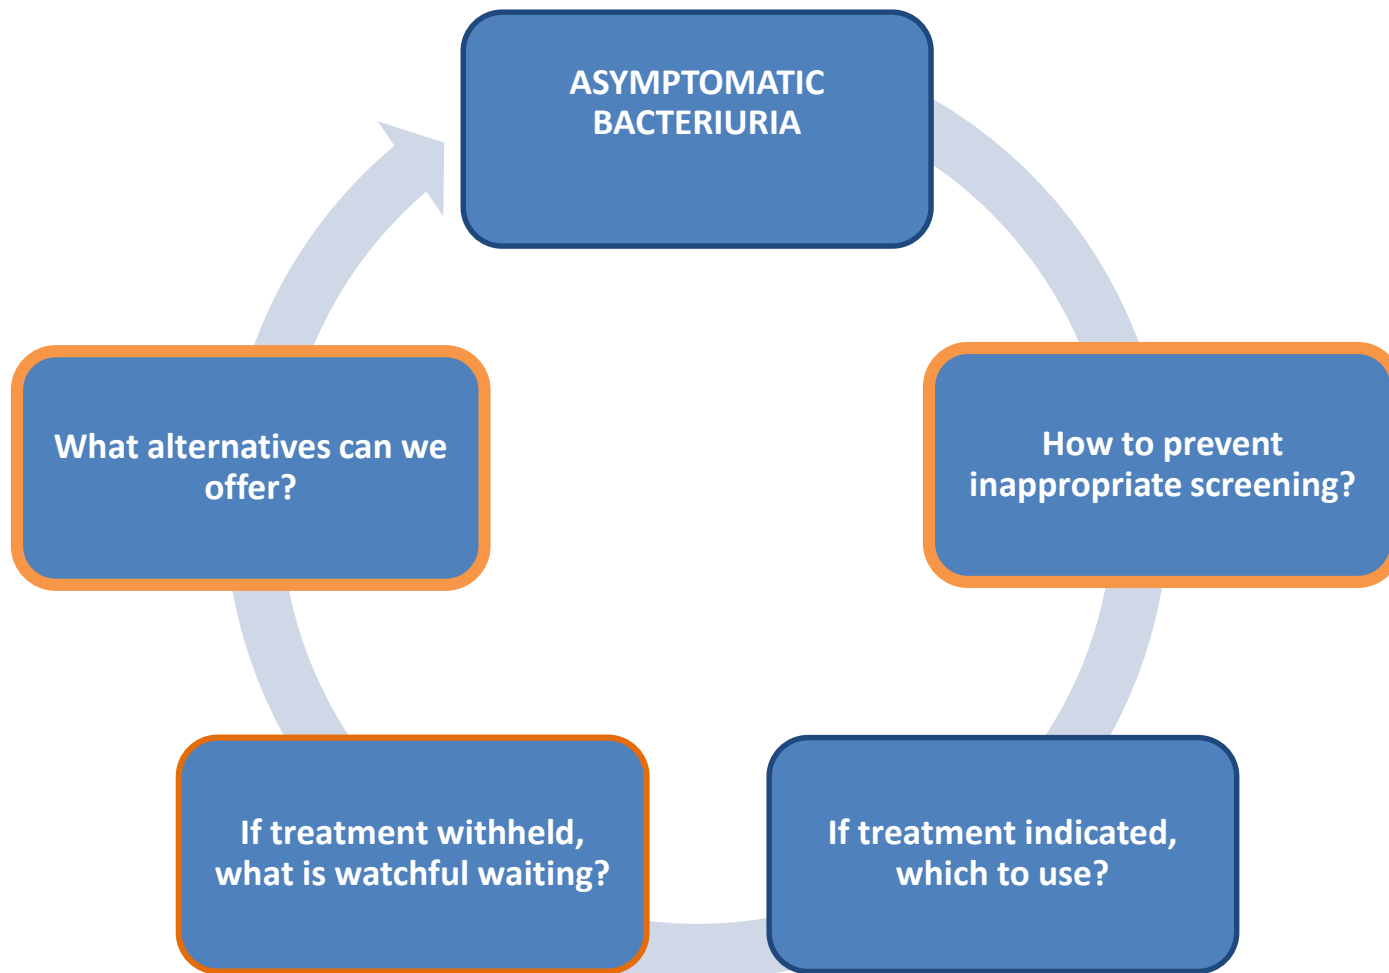 ASYMPTOMATIC
BACTERIURIA
How to prevent
inappropriate screening?
If treatment indicated,
which to use?
If treatment withheld,
what is watchful waiting?
What alternatives can we
offer?